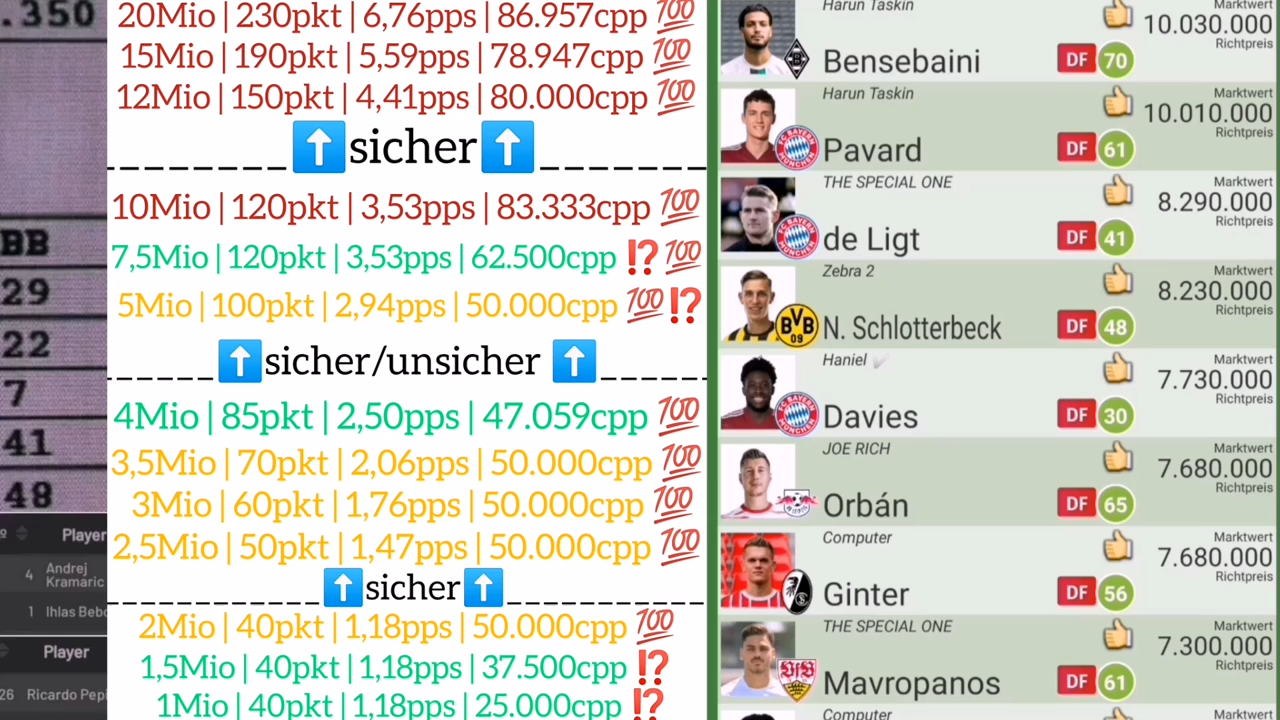 .350
BB
29
22
7
41
48
Player
4 Andrej
Kramaric
1 Ihlas Bebo
Player
26 Ricardo Pepi
20Mio | 230pkt | 6,76pps | 86.957cpp 💯
15Mio | 190pkt | 5,59pps | 78.947cpp 💯
12Mio | 150pkt | 4,41pps | 80.000cpp 💯
⬆️sicher⬆️
10Mio | 120pkt | 3,53pps | 83.333cpp 💯
7,5Mio | 120pkt | 3,53pps | 62.500cpp ⁉️💯
5Mio | 100pkt | 2,94pps | 50.000cpp 💯⁉️
⬆️sicher/unsicher ⬆️
4Mio | 85pkt | 2,50pps | 47.059cpp 💯
3,5Mio | 70pkt | 2,06pps | 50.000cpp 💯
3Mio | 60pkt | 1,76pps | 50.000cpp 💯
2,5Mio | 50pkt | 1,47pps | 50.000cpp 💯
⬆️sicher⬆️
2Mio | 40pkt | 1,18pps | 50.000cpp 💯
1,5Mio | 40pkt | 1,18pps | 37.500cpp ⁉️
1Mio | 40pkt | 1,18pps | 25.000cpp ⁉️
Harun Taskin
Marktwert
10.030.000
Richtpreis
Bensebaini DF 70
Harun Taskin
Marktwert
10.010.000
Richtpreis
Pavard DF 61
THE SPECIAL ONE
Marktwert
8.290.000
Richtpreis
de Ligt DF 41
Zebra 2
Marktwert
8.230.000
Richtpreis
BVB 09
N. Schlotterbeck DF 48
Haniel
Marktwert
7.730.000
Richtpreis
Davies DF 30
JOE RICH
Marktwert
7.680.000
Richtpreis
Orbán DF 65
Computer
Marktwert
7.680.000
Richtpreis
Ginter DF 56
THE SPECIAL ONE
Marktwert
7.300.000
Richtpreis
Mavropanos DF 61
Computer
Marktwert